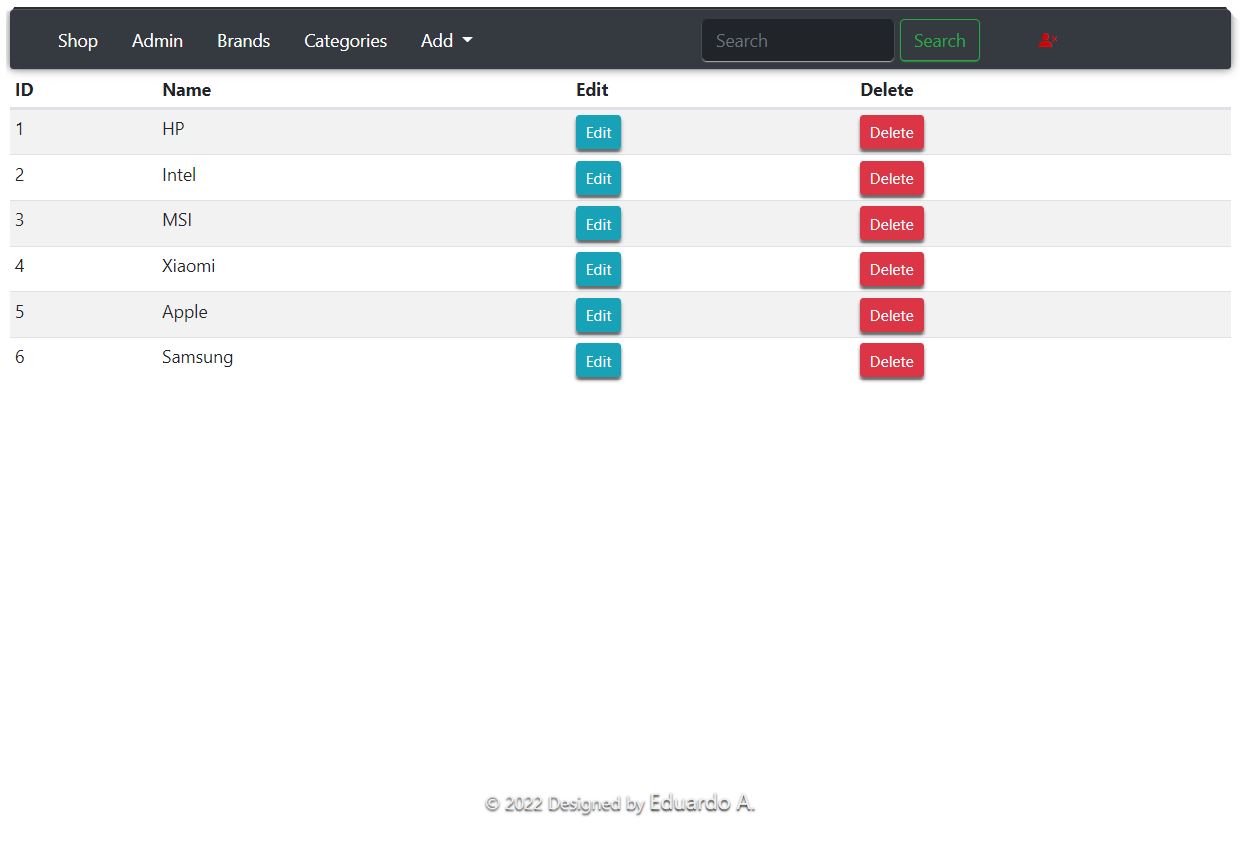 Shop Admin Brands Categories Add Search Search
ID Name Edit Delete
1 HP Edit Delete
2 Intel Edit Delete
3 MSI Edit Delete
4 Xiaomi Edit Delete
5 Apple Edit Delete
6 Samsung Edit Delete
© 2022 Designed by Eduardo A.